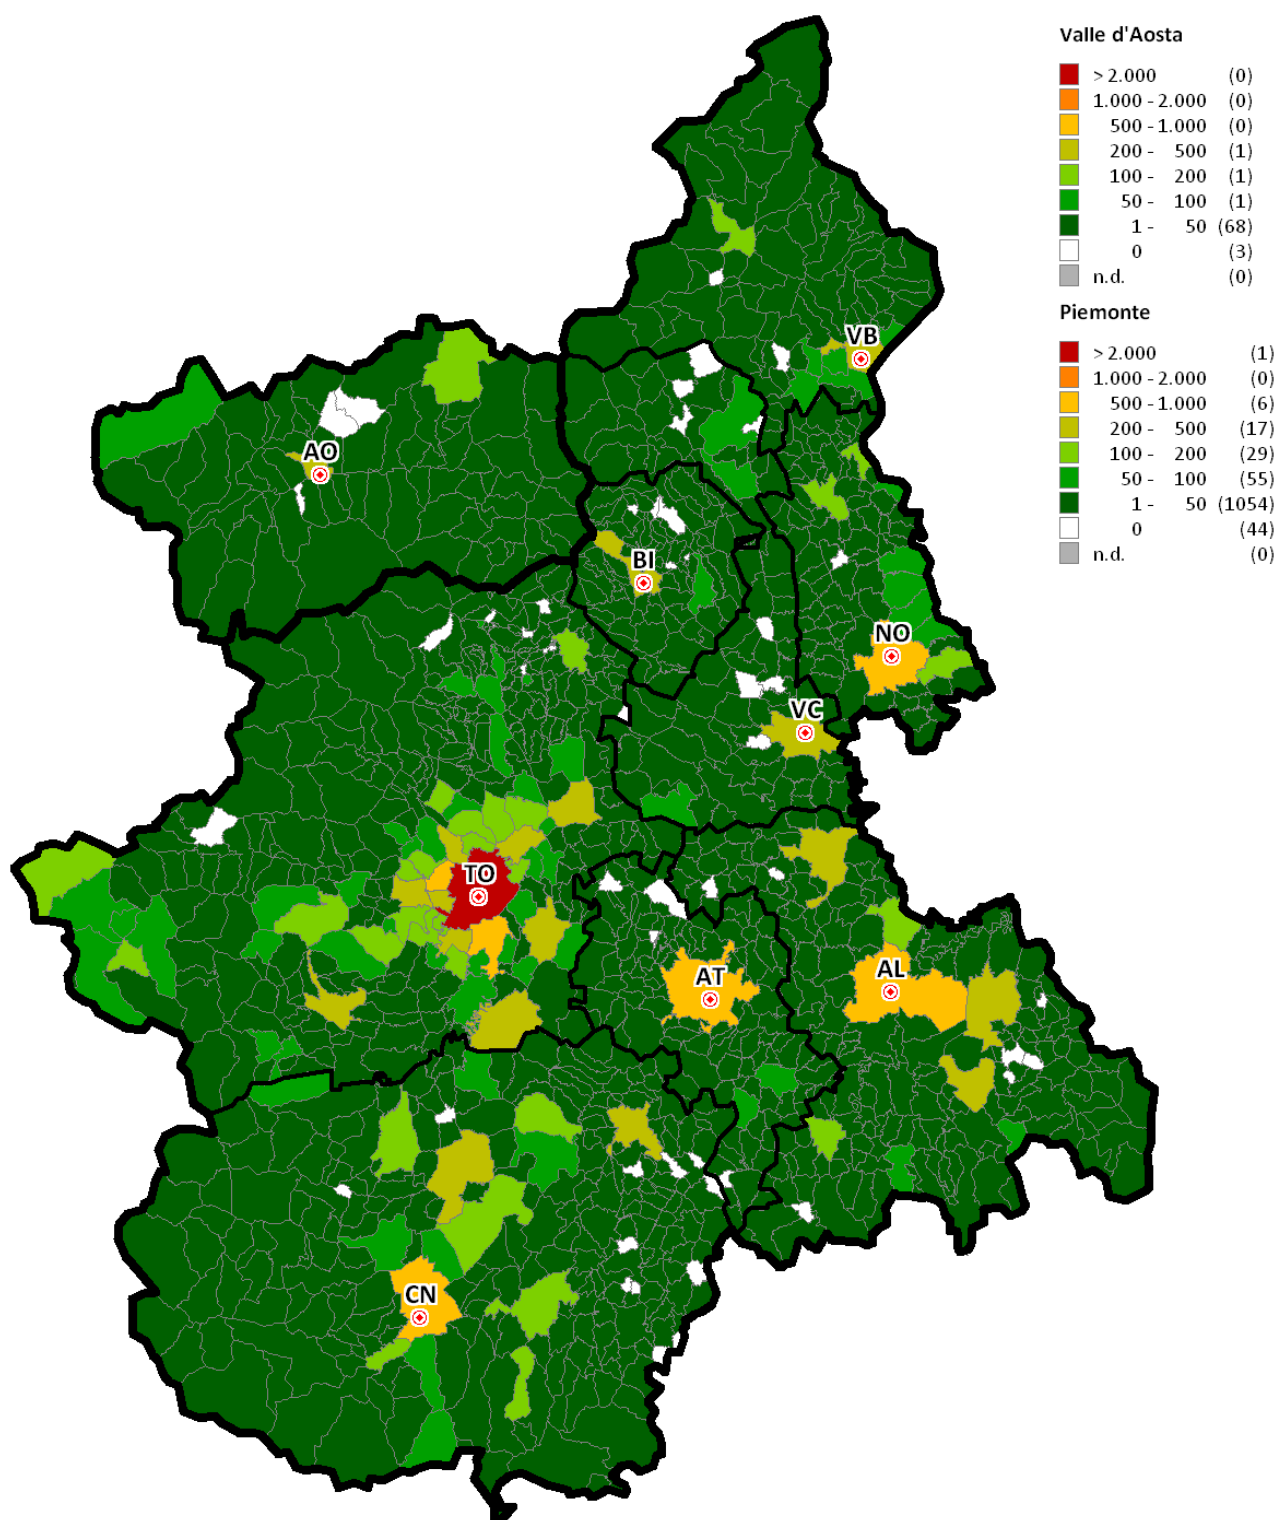 Valle d'Aosta
> 2.000 (0)
1.000 - 2.000 (0)
500 - 1.000 (0)
200 - 500 (1)
100 - 200 (1)
50 - 100 (1)
1 - 50 (68)
0 (3)
n.d. (0)
Piemonte
> 2.000 (1)
1.000 - 2.000 (0)
500 - 1.000 (6)
200 - 500 (17)
100 - 200 (29)
50 - 100 (55)
1 - 50 (1054)
0 (44)
n.d. (0)
VB
AO
BI
NO
VC
TO
AT
AL
CN